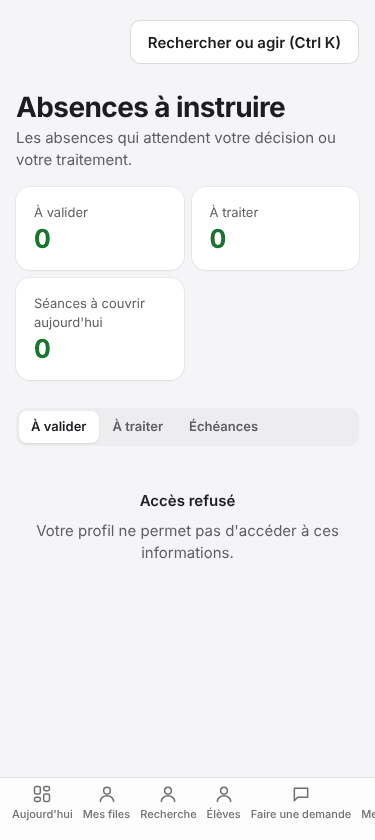 Rechercher ou agir (Ctrl K)
Absences à instruire
Les absences qui attendent votre décision ou
votre traitement.
À valider
0
À traiter
0
Séances à couvrir
aujourd'hui
0
À valider
À traiter
Échéances
Accès refusé
Votre profil ne permet pas d'accéder à ces
informations.
Aujourd'hui
Mes files
Recherche
Élèves
Faire une demande